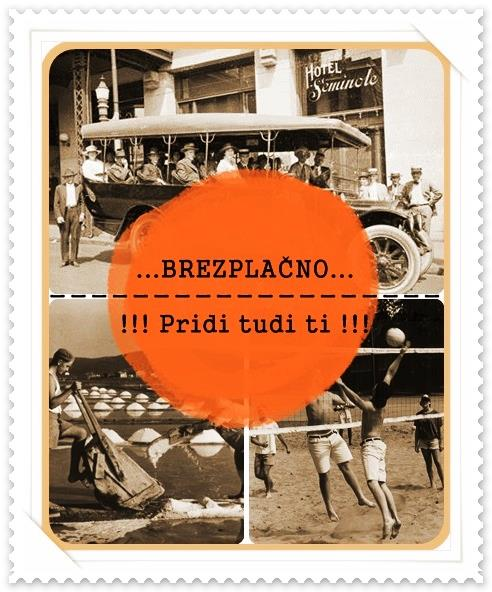 HOTEL
Seminole
...BREZPLAČNO...
!!! Pridi tudi ti !!!